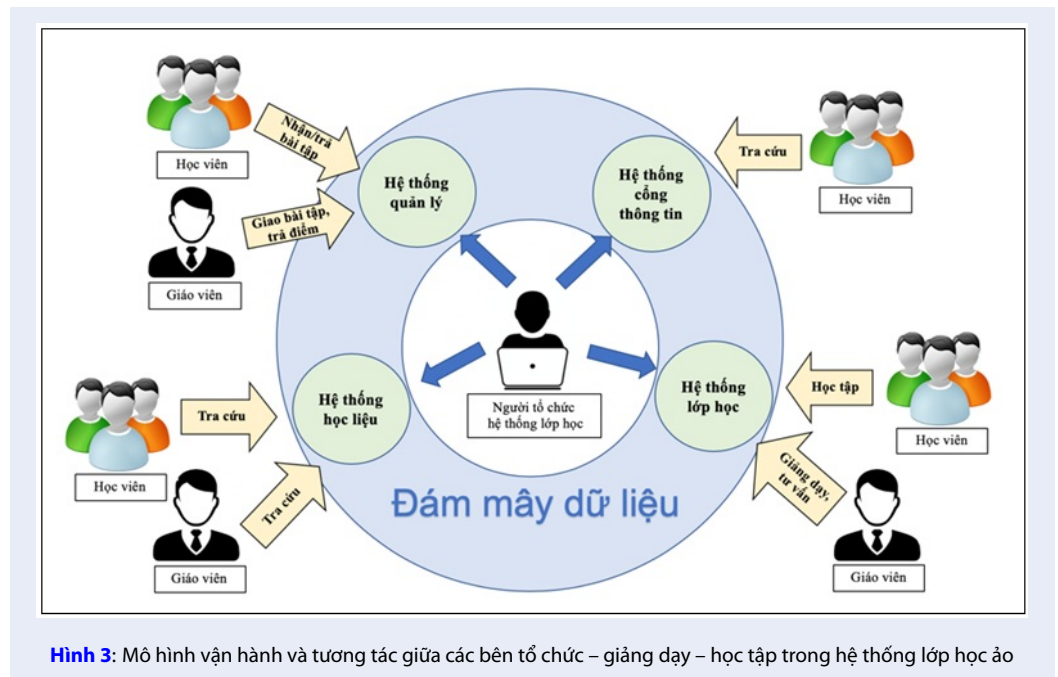 Học viên
Nhận/trả
bài tập
Giáo viên
Giao bài tập,
trả điểm
Hệ thống
quản lý
Hệ thống
cổng
thông tin
Tra cứu
Học viên
Người tổ chức
hệ thống lớp học
Học viên
Tra cứu
Giáo viên
Tra cứu
Hệ thống
học liệu
Hệ thống
lớp học
Học tập
Học viên
Giảng dạy,
tư vấn
Giáo viên
Đám mây dữ liệu
Hình 3: Mô hình vận hành và tương tác giữa các bên tổ chức – giảng dạy – học tập trong hệ thống lớp học ảo